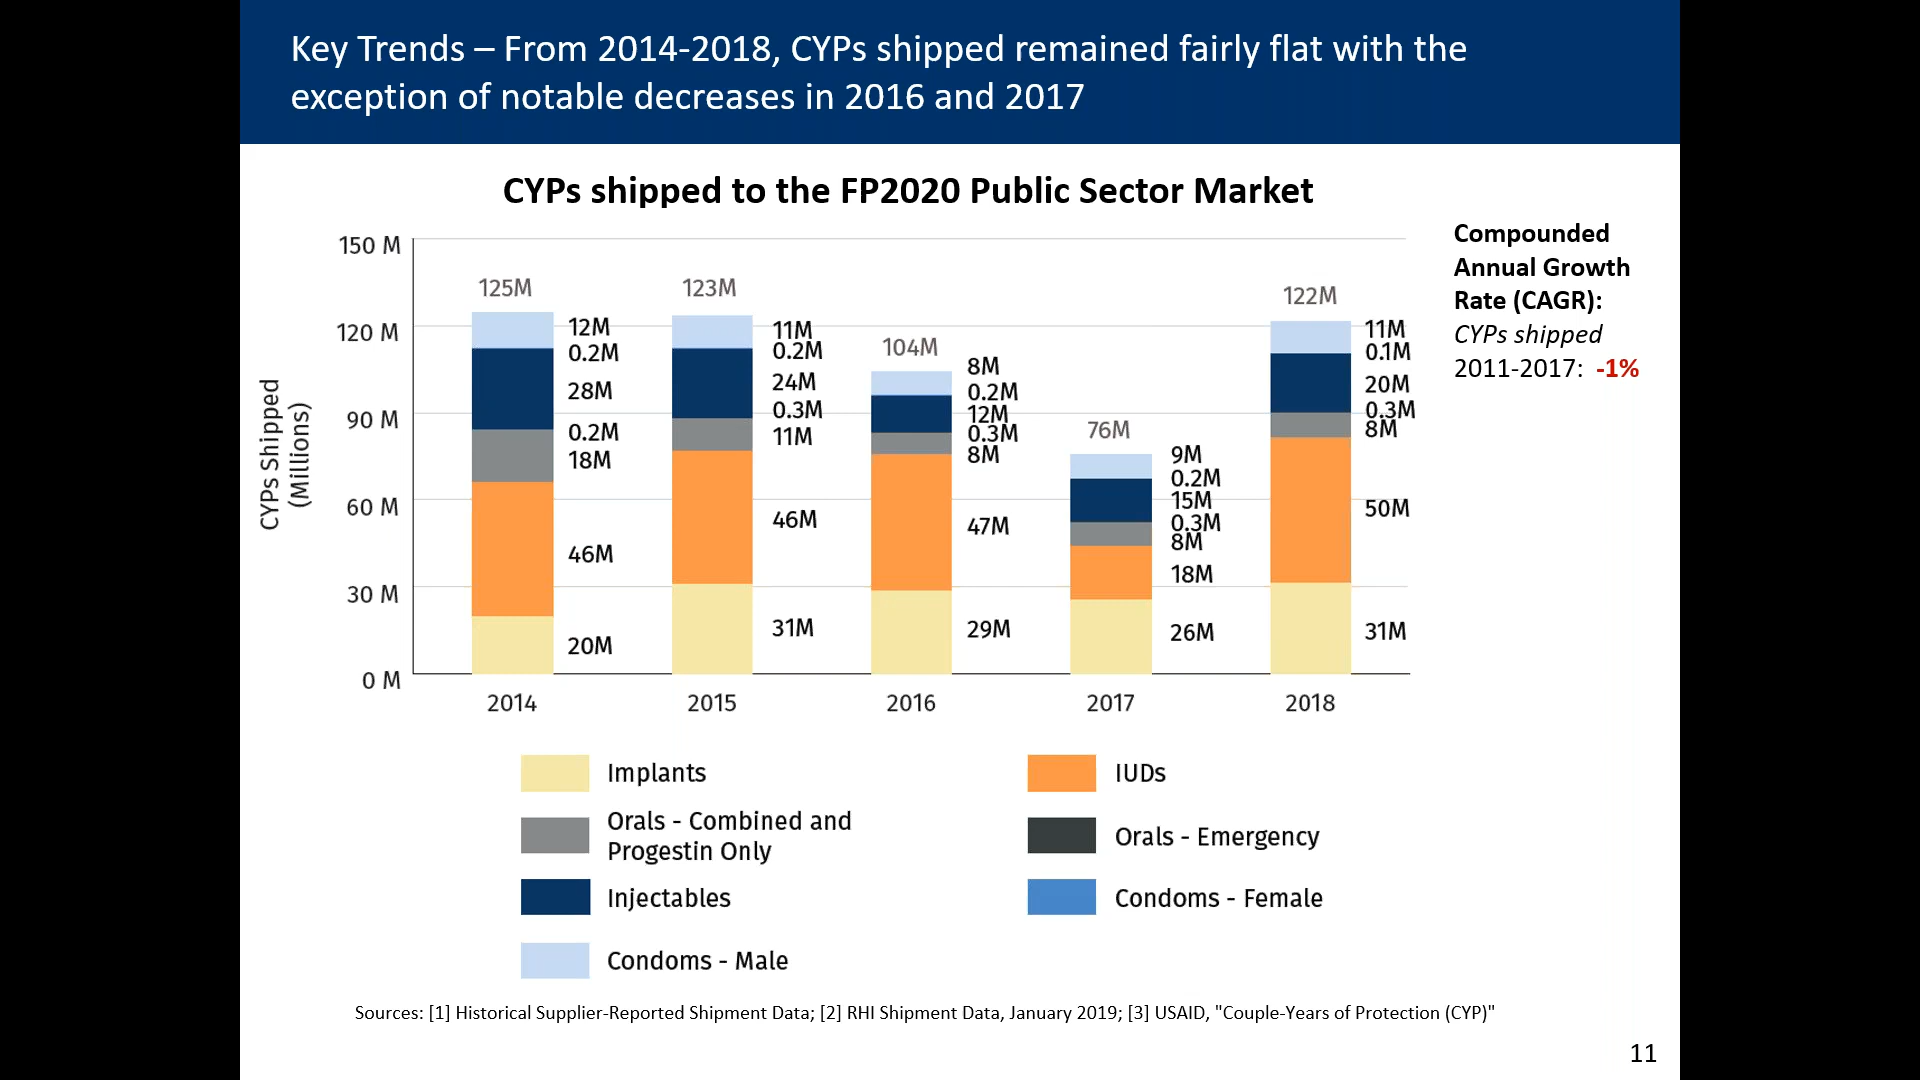 Key Trends – From 2014-2018, CYPs shipped remained fairly flat with the
exception of notable decreases in 2016 and 2017
CYPs shipped to the FP2020 Public Sector Market
Compounded
Annual Growth
Rate (CAGR):
CYPs shipped
2011-2017: -1%
CYPs Shipped
(Millions)
150 M
120 M
90 M
60 M
30 M
0 M
125M
12M
0.2M
28M
0.2M
18M
46M
20M
123M
11M
0.2M
24M
0.3M
11M
46M
31M
104M
8M
0.2M
12M
0.3M
8M
47M
29M
76M
9M
0.2M
15M
0.3M
8M
18M
26M
122M
11M
0.1M
20M
0.3M
8M
50M
31M
2014 2015 2016 2017 2018
Implants
IUDs
Orals - Combined and
Progestin Only
Orals - Emergency
Injectables
Condoms - Female
Condoms - Male
Sources: [1] Historical Supplier-Reported Shipment Data; [2] RHI Shipment Data, January 2019; [3] USAID, "Couple-Years of Protection (CYP)"
11